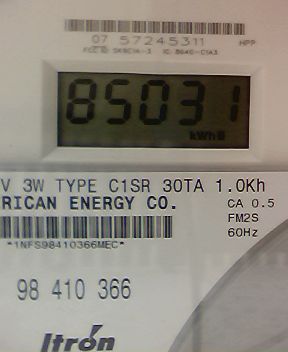 07 57245311 HPP
FCC ID: SK9C1A-3 IC: 864G-C1A3
85031
kWh
V 3W TYPE C1SR 30TA 1.0Kh
RICAN ENERGY CO. CA 0.5
FM2S
60Hz
*1NFS98410366MEC*
98 410 366
Itron